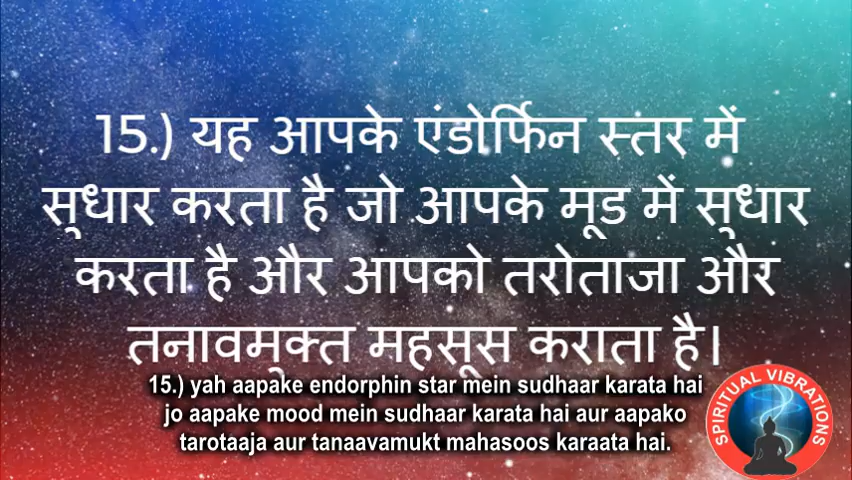 15.) यह आपके एंडोर्फिन स्तर में
सुधार करता है जो आपके मूड में सुधार
करता है और आपको तरोताजा और
तनावमुक्त महसूस कराता है।
15.) yah aapake endorphin star mein sudhaar karata hai
jo aapake mood mein sudhaar karata hai aur aapako
tarotaaja aur tanaavamukt mahasoos karaata hai.
SPIRITUAL VIBRATIONS